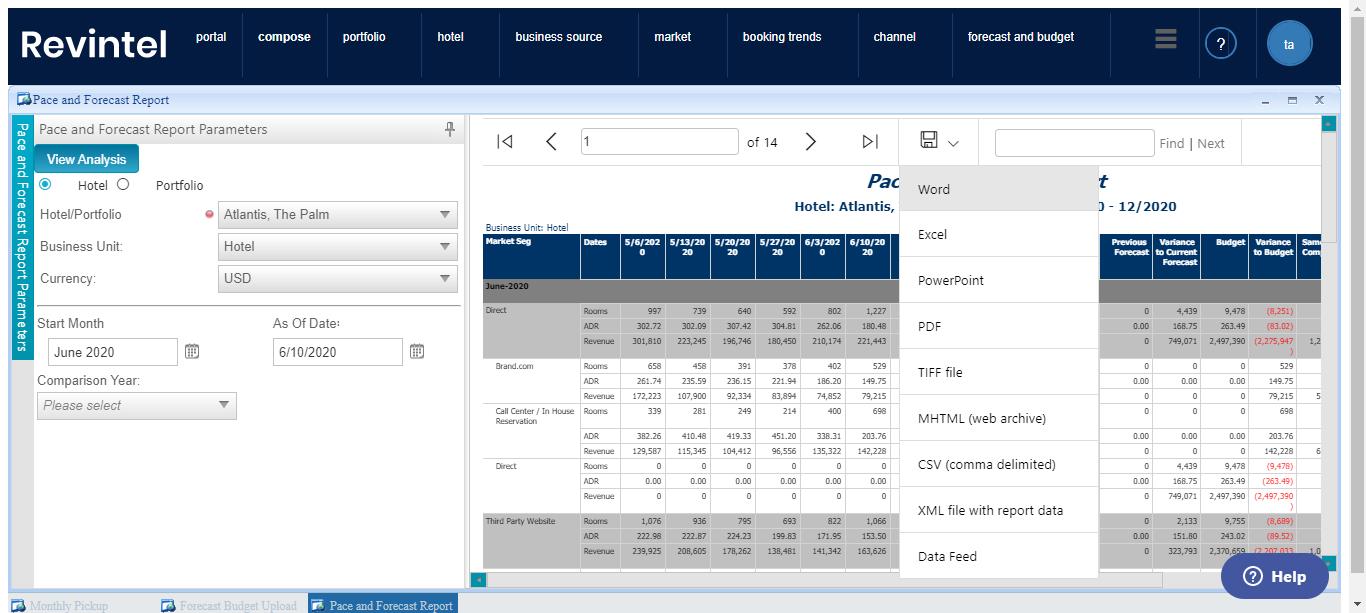 Revintel
portal compose portfolio hotel business source market booking trends channel forecast and budget ? ta
Pace and Forecast Report
Pace and Forecast Report Parameters
Pace and Forecast Report Parameters
View Analysis
Hotel Portfolio
Hotel/Portfolio Atlantis, The Palm
Business Unit: Hotel
Currency: USD
Start Month As Of Date:
June 2020 6/10/2020
Comparison Year:
Please select
1 of 14 Find | Next
Word
Excel
PowerPoint
PDF
TIFF file
MHTML (web archive)
CSV (comma delimited)
XML file with report data
Data Feed
Hotel: Atlantis, - 12/2020
Business Unit: Hotel
Market Seg Dates 5/6/202 5/13/20 5/20/20 5/27/20 6/3/202 6/10/20 Previous Variance Budget Variance
0 20 20 20 0 20 Forecast to Current to Budget
Forecast
June-2020
Direct Rooms 997 739 640 592 802 1,227 0 4,439 9,478 (8,251)
ADR 302.72 302.09 307.42 304.81 262.06 180.48 0.00 168.75 263.49 (83.02)
Revenue 301,810 223,245 196,746 180,450 210,174 221,443 0 749,071 2,497,390 (2,275,947
)
Brand.com Rooms 658 458 391 378 402 529 0 0 0 529
ADR 261.74 235.59 236.15 221.94 186.20 149.75 0.00 0.00 0.00 149.75
Revenue 172,223 107,900 92,334 83,894 74,852 79,215 0 0 0 79,215
Call Center / In House Rooms 339 281 249 214 400 698 0 0 0 698
Reservation
ADR 382.26 410.48 419.33 451.20 338.31 203.76 0.00 0.00 0.00 203.76
Revenue 129,587 115,345 104,412 96,556 135,322 142,228 0 0 0 142,228
Direct Rooms 0 0 0 0 0 0 0 4,439 9,478 (9,478)
ADR 0.00 0.00 0.00 0.00 0.00 0.00 0.00 168.75 263.49 (263.49)
Revenue 0 0 0 0 0 0 0 749,071 2,497,390 (2,497,390
)
Third Party Website Rooms 1,076 936 795 693 822 1,066 0 2,133 9,755 (8,689)
ADR 222.98 222.87 224.23 199.83 171.95 153.50 0.00 151.80 243.02 (89.52)
Revenue 239,925 208,605 178,262 138,481 141,342 163,626 0 323,793 2,370,659 (2,207,033
? Help
Monthly Pickup Forecast Budget Upload Pace and Forecast Report